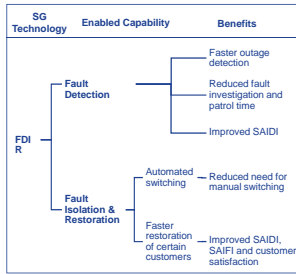 SG
Technology
Enabled Capability
Benefits
FDI
R
Fault
Detection
Faster outage
detection
Reduced fault
investigation and
patrol time
Improved SAIDI
Fault
Isolation &
Restoration
Automated
switching
Reduced need for
manual switching
Faster
restoration
of certain
customers
Improved SAIDI,
SAIFI and customer
satisfaction